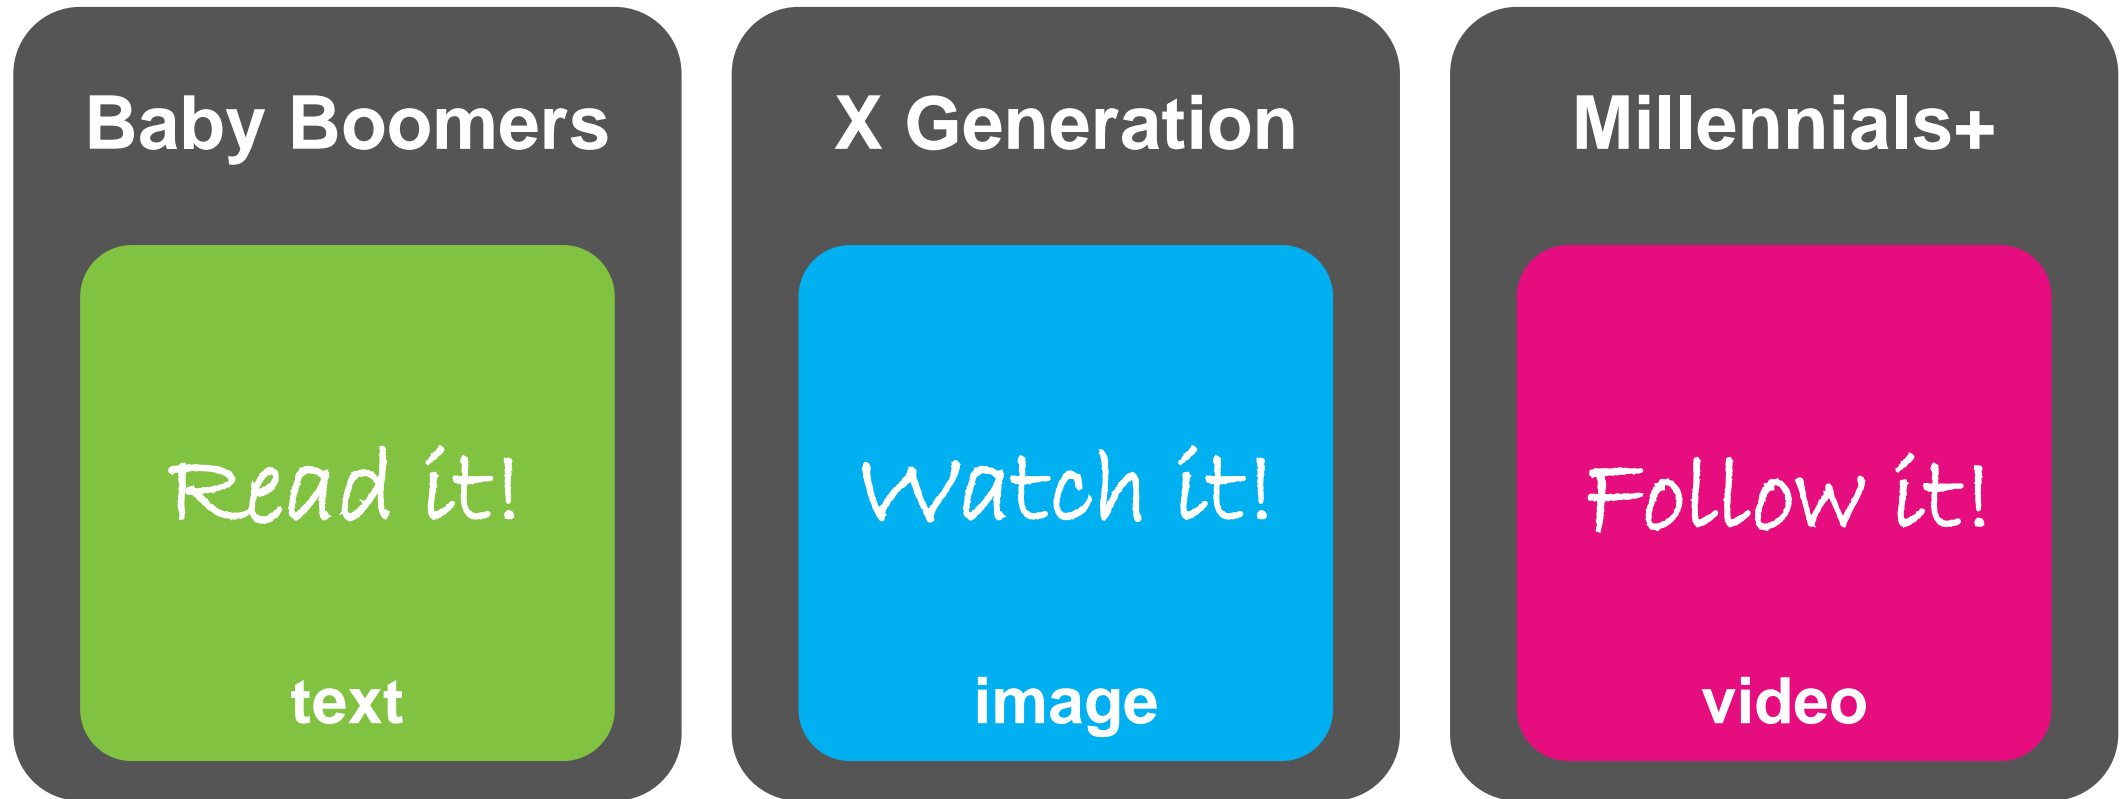 Baby Boomers
Read it!
text
X Generation
Watch it!
image
Millennials+
Follow it!
video